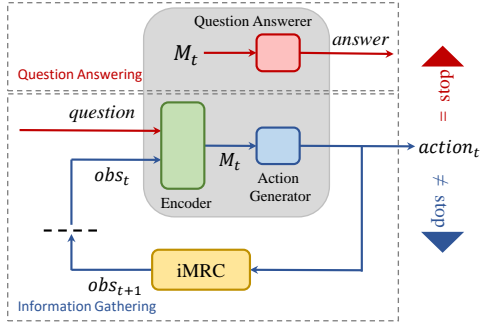 Question Answerer
M_t
answer
Question Answering
= stop
question
obs_t
M_t
action_t
Encoder
Action
Generator
≠ stop
iMRC
obs_{t+1}
Information Gathering